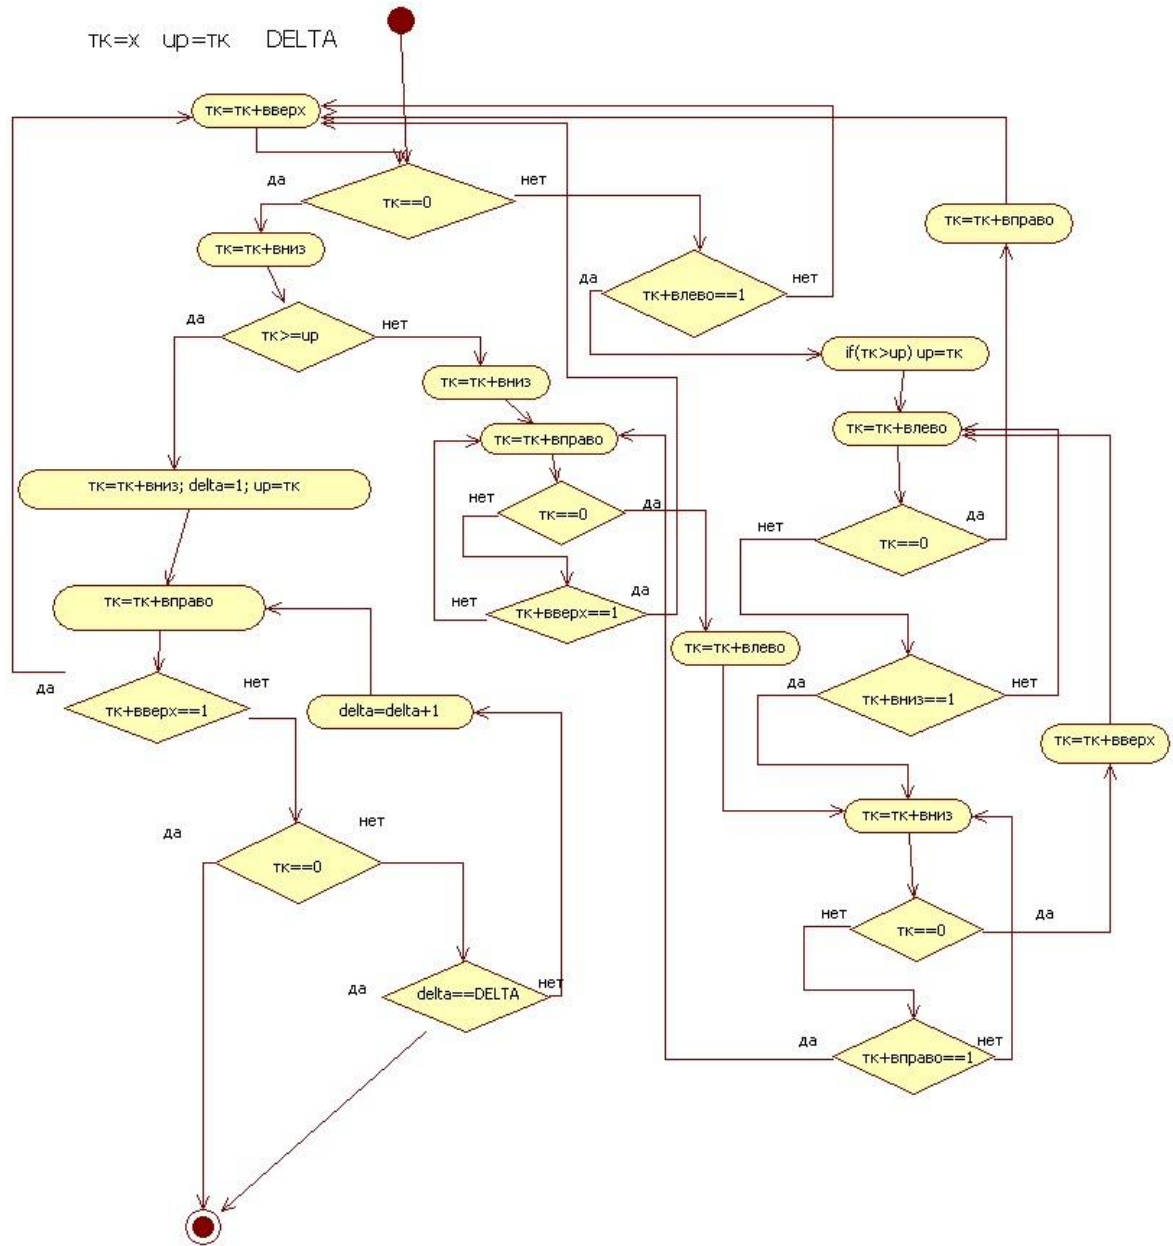 тк=x up=тк DELTA
тк=тк+вверх
да
нет
тк==0
тк=тк+вправо
тк=тк+вниз
да
нет
тк+влево==1
да
нет
тк>=up
if(тк>up) up=тк
тк=тк+вниз
тк=тк+влево
тк=тк+вправо
тк=тк+вниз; delta=1; up=тк
нет
да
тк==0
нет
да
тк==0
тк=тк+вправо
нет
да
тк+вверх==1
тк=тк+влево
да
нет
тк+вниз==1
да
нет
тк+вверх==1
delta=delta+1
тк=тк+вверх
тк=тк+вниз
да
нет
тк==0
нет
да
тк==0
да
нет
delta==DELTA
да
нет
тк+вправо==1